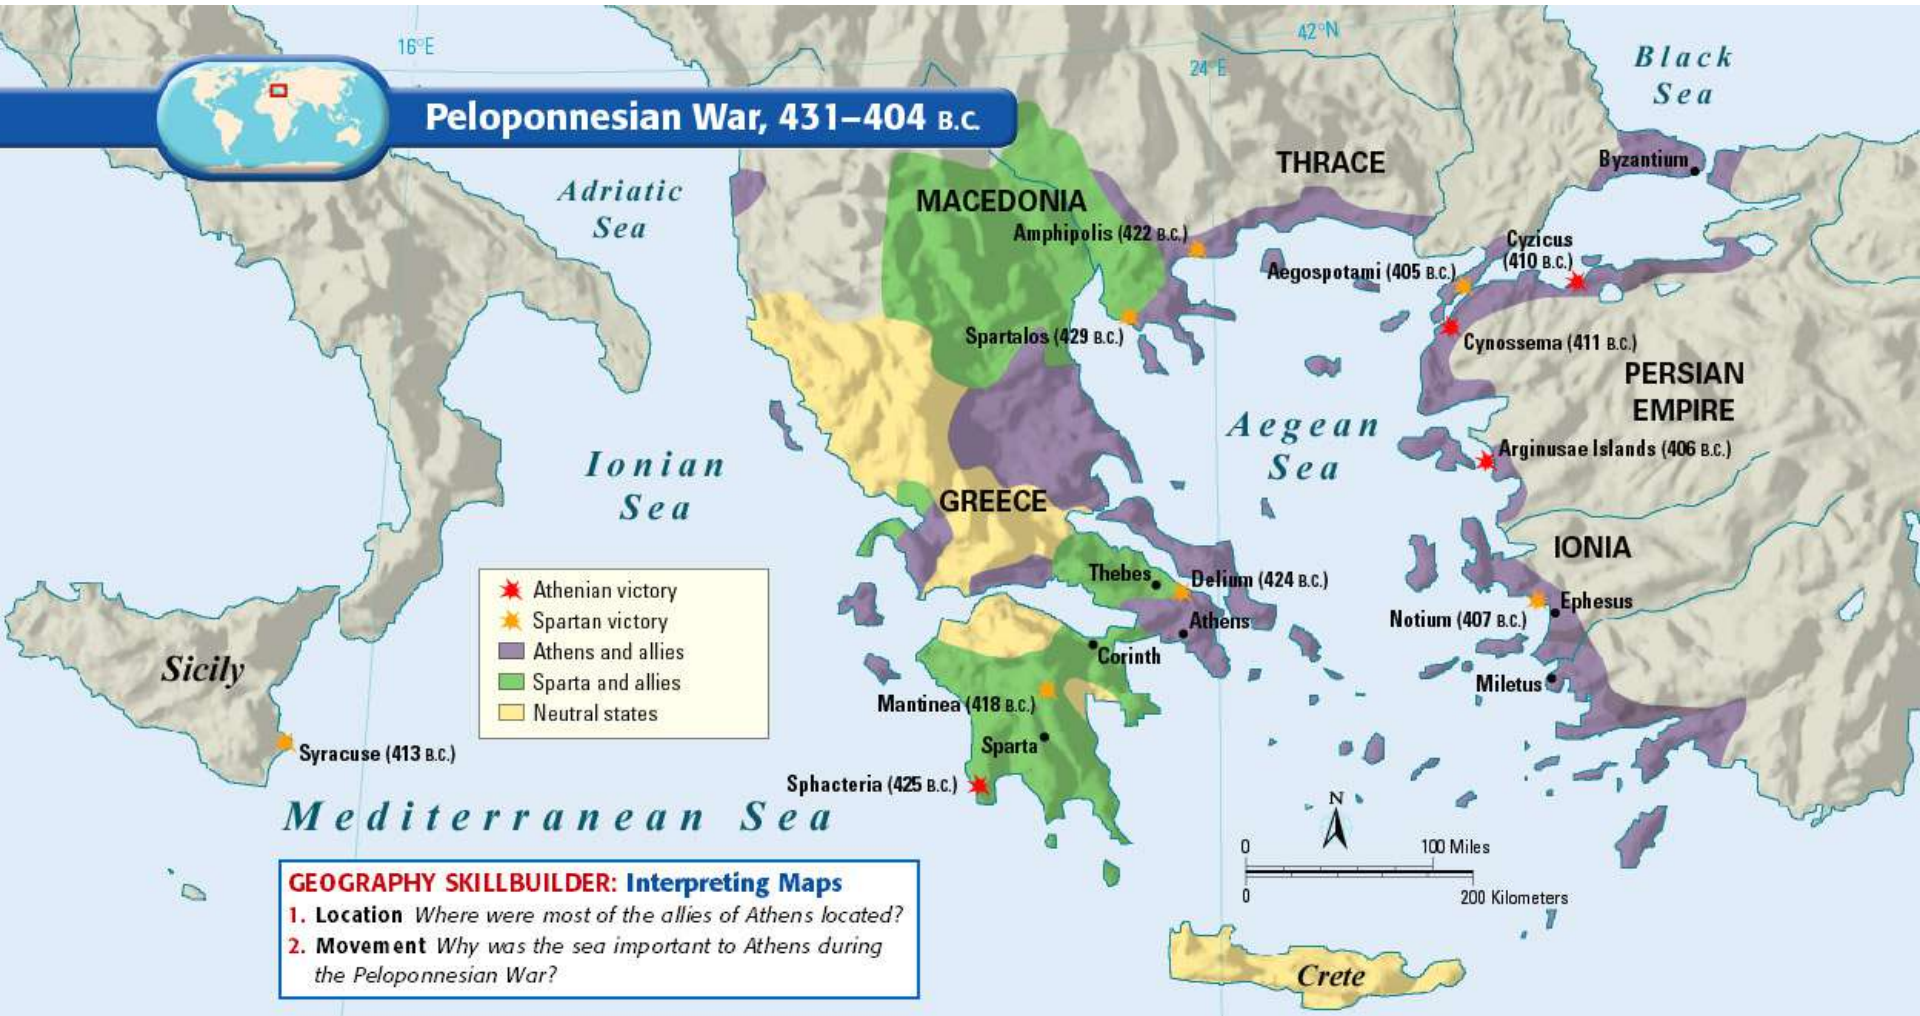 16°E
42°N
24°E
Black
Sea
Peloponnesian War, 431–404 B.C.
THRACE
Byzantium
Adriatic
Sea
MACEDONIA
Amphipolis (422 B.C.)
Cyzicus
(410 B.C.)
Aegospotami (405 B.C.)
Spartalos (429 B.C.)
Cynossema (411 B.C.)
PERSIAN
EMPIRE
Aegean
Sea
Arginusae Islands (406 B.C.)
Ionian
Sea
GREECE
IONIA
Thebes
Delium (424 B.C.)
Athens
Notium (407 B.C.)
Ephesus
Corinth
Miletus
Mantinea (418 B.C.)
Sparta
Sphacteria (425 B.C.)
Athenian victory
Spartan victory
Athens and allies
Sparta and allies
Neutral states
Sicily
Syracuse (413 B.C.)
Mediterranean Sea
N
0 100 Miles
0 200 Kilometers
Crete
GEOGRAPHY SKILLBUILDER: Interpreting Maps
1. Location Where were most of the allies of Athens located?
2. Movement Why was the sea important to Athens during
the Peloponnesian War?